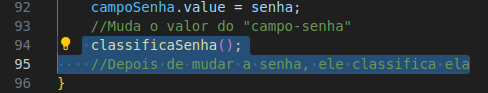 92 campoSenha.value = senha;
93 //Muda o valor do "campo-senha"
94 classificaSenha();
95 //Depois de mudar a senha, ele classifica ela
96 }